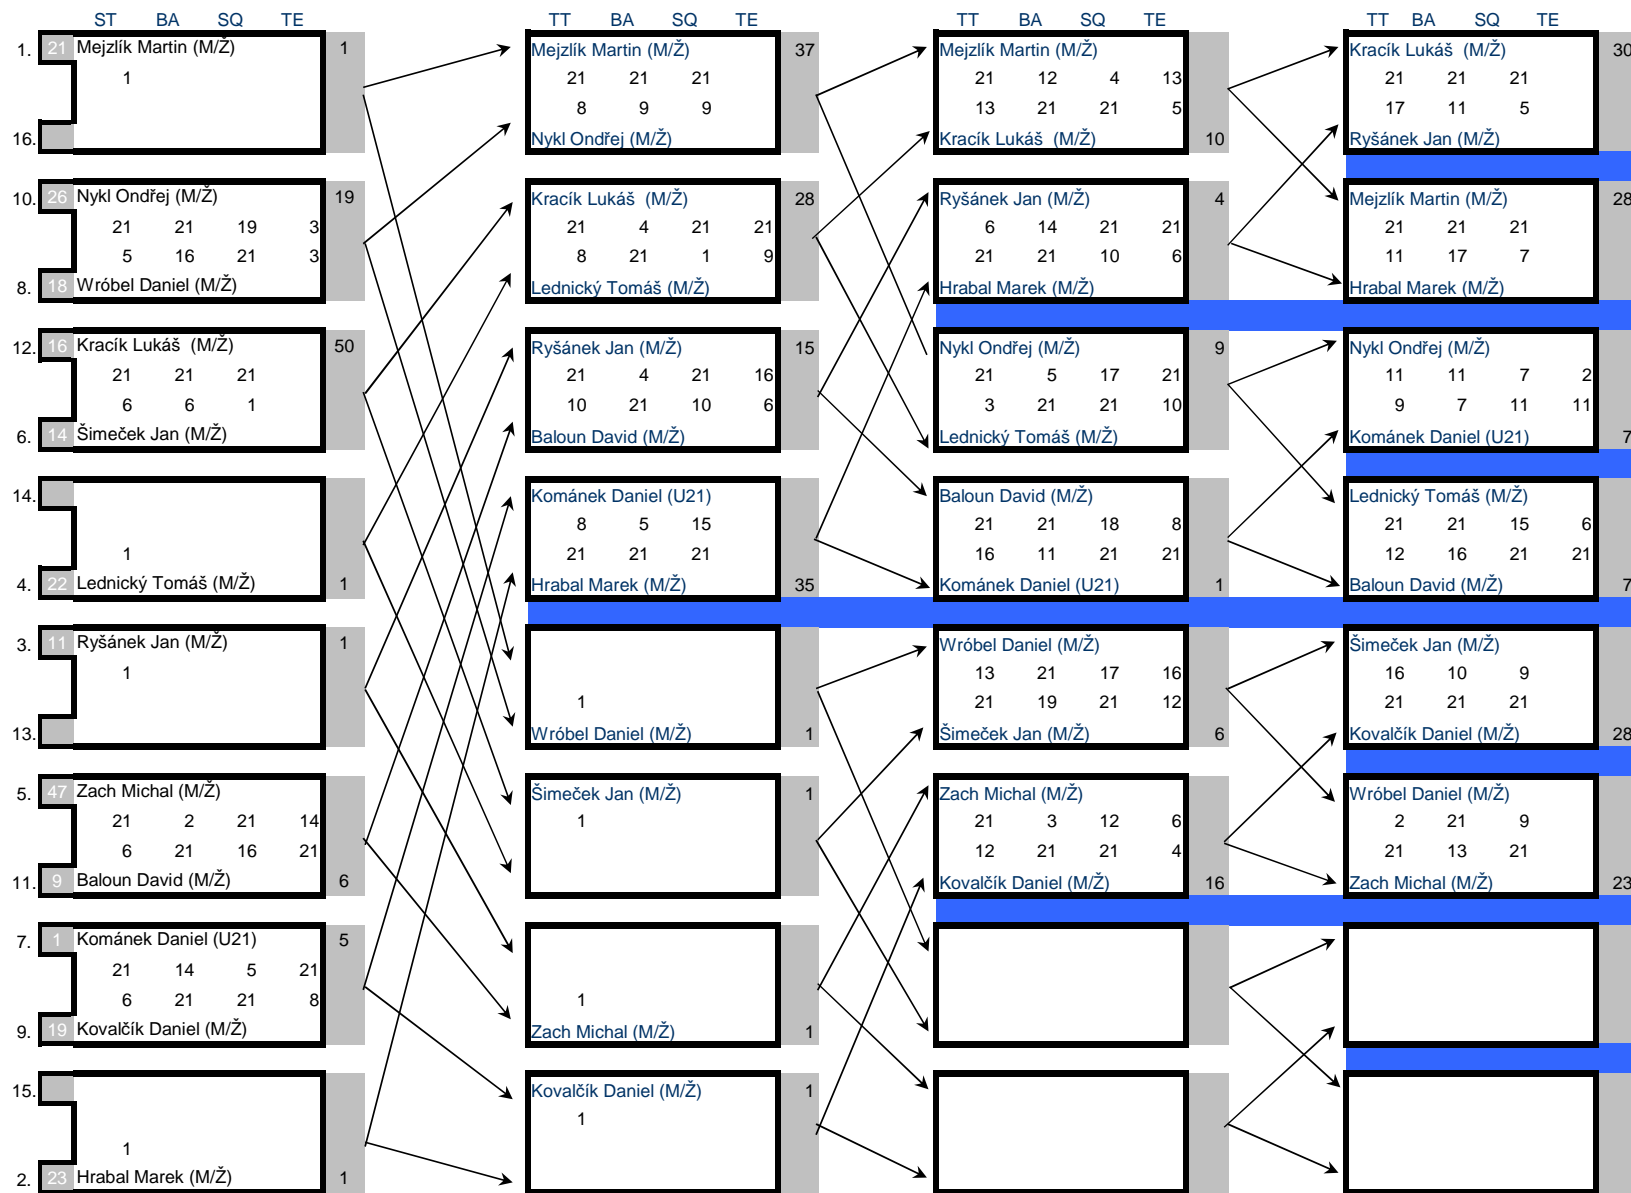 ST BA SQ TE
1. 21 Mejzlík Martin (M/Ž) 1
1
16.
10. 26 Nykl Ondřej (M/Ž) 19
21 21 19 3
5 16 21 3
8. 18 Wróbel Daniel (M/Ž)
12. 16 Kracík Lukáš (M/Ž) 50
21 21 21
6 6 1
6. 14 Šimeček Jan (M/Ž)
14.
1
4. 22 Lednický Tomáš (M/Ž) 1
3. 11 Ryšánek Jan (M/Ž) 1
1
13.
5. 47 Zach Michal (M/Ž)
21 2 21 14
6 21 16 21
11. 9 Baloun David (M/Ž) 6
7. 1 Kománek Daniel (U21) 5
21 14 5 21
6 21 21 8
9. 19 Kovalčík Daniel (M/Ž)
15.
1
2. 23 Hrabal Marek (M/Ž) 1
TT BA SQ TE
Mejzlík Martin (M/Ž) 37
21 21 21
8 9 9
Nykl Ondřej (M/Ž)
Kracík Lukáš (M/Ž) 28
21 4 21 21
8 21 1 9
Lednický Tomáš (M/Ž)
Ryšánek Jan (M/Ž) 15
21 4 21 16
10 21 10 6
Baloun David (M/Ž)
Kománek Daniel (U21)
8 5 15
21 21 21
Hrabal Marek (M/Ž) 35
1
Wróbel Daniel (M/Ž) 1
Šimeček Jan (M/Ž) 1
1
1
Zach Michal (M/Ž) 1
Kovalčík Daniel (M/Ž) 1
1
TT BA SQ TE
Mejzlík Martin (M/Ž)
21 12 4 13
13 21 21 5
Kracík Lukáš (M/Ž) 10
Ryšánek Jan (M/Ž) 4
6 14 21 21
21 21 10 6
Hrabal Marek (M/Ž)
Nykl Ondřej (M/Ž) 9
21 5 17 21
3 21 21 10
Lednický Tomáš (M/Ž)
Baloun David (M/Ž)
21 21 18 8
16 11 21 21
Kománek Daniel (U21) 1
Wróbel Daniel (M/Ž)
13 21 17 16
21 19 21 12
Šimeček Jan (M/Ž) 6
Zach Michal (M/Ž)
21 3 12 6
12 21 21 4
Kovalčík Daniel (M/Ž) 16
TT BA SQ TE
Kracík Lukáš (M/Ž) 30
21 21 21
17 11 5
Ryšánek Jan (M/Ž)
Mejzlík Martin (M/Ž) 28
21 21 21
11 17 7
Hrabal Marek (M/Ž)
Nykl Ondřej (M/Ž)
11 11 7 2
9 7 11 11
Kománek Daniel (U21) 7
Lednický Tomáš (M/Ž)
21 21 15 6
12 16 21 21
Baloun David (M/Ž) 7
Šimeček Jan (M/Ž)
16 10 9
21 21 21
Kovalčík Daniel (M/Ž) 28
Wróbel Daniel (M/Ž)
2 21 9
21 13 21
Zach Michal (M/Ž) 23